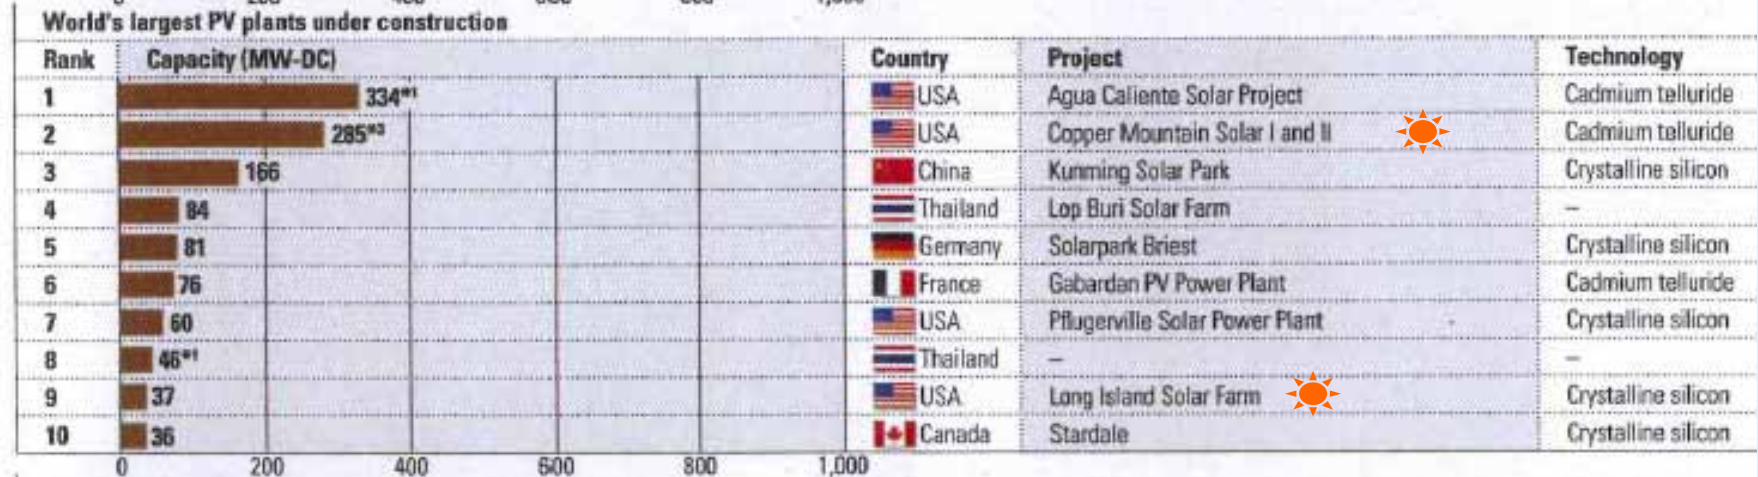 World's largest PV plants under construction
Rank Capacity (MW-DC) Country Project Technology
1 334*1 USA Agua Caliente Solar Project Cadmium telluride
2 285*3 USA Copper Mountain Solar I and II Cadmium telluride
3 166 China Kunming Solar Park Crystalline silicon
4 84 Thailand Lop Buri Solar Farm –
5 81 Germany Solarpark Briest Crystalline silicon
6 76 France Gabardan PV Power Plant Cadmium telluride
7 60 USA Pflugerville Solar Power Plant Crystalline silicon
8 46*1 Thailand – –
9 37 USA Long Island Solar Farm Crystalline silicon
10 36 Canada Stardale Crystalline silicon
0 200 400 600 800 1,000